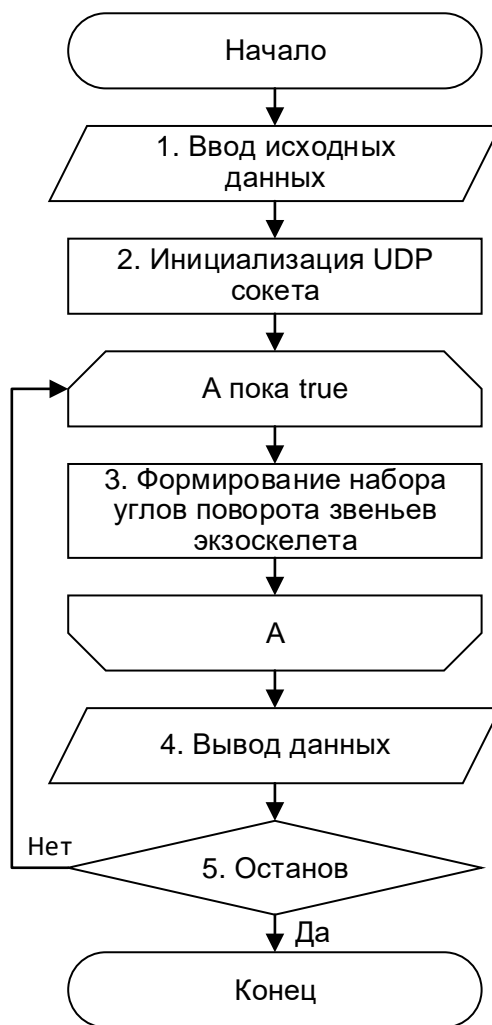 Начало
1. Ввод исходных
данных
2. Инициализация UDP
сокета
А пока true
3. Формирование набора
углов поворота звеньев
экзоскелета
А
4. Вывод данных
Нет
5. Останов
Да
Конец